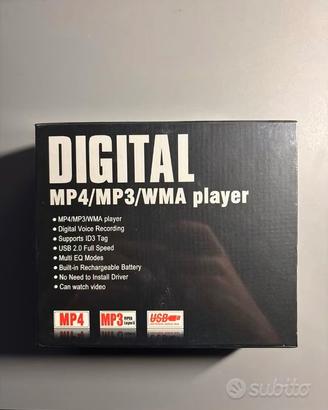 DIGITAL
MP4/MP3/WMA player
• MP4/MP3/WMA player
• Digital Voice Recording
• Supports ID3 Tag
• USB 2.0 Full Speed
• Multi EQ Modes
• Built-in Rechargeable Battery
• No Need to Install Driver
• Can watch video
MP4
MP3
USB
subito